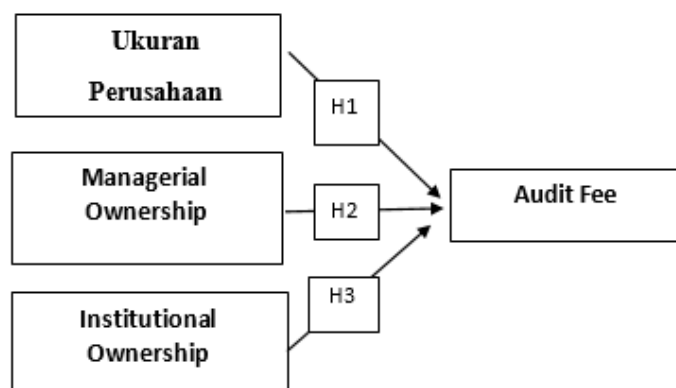 Ukuran
Perusahaan
H1
Managerial
Ownership
H2
Audit Fee
H3
Institutional
Ownership